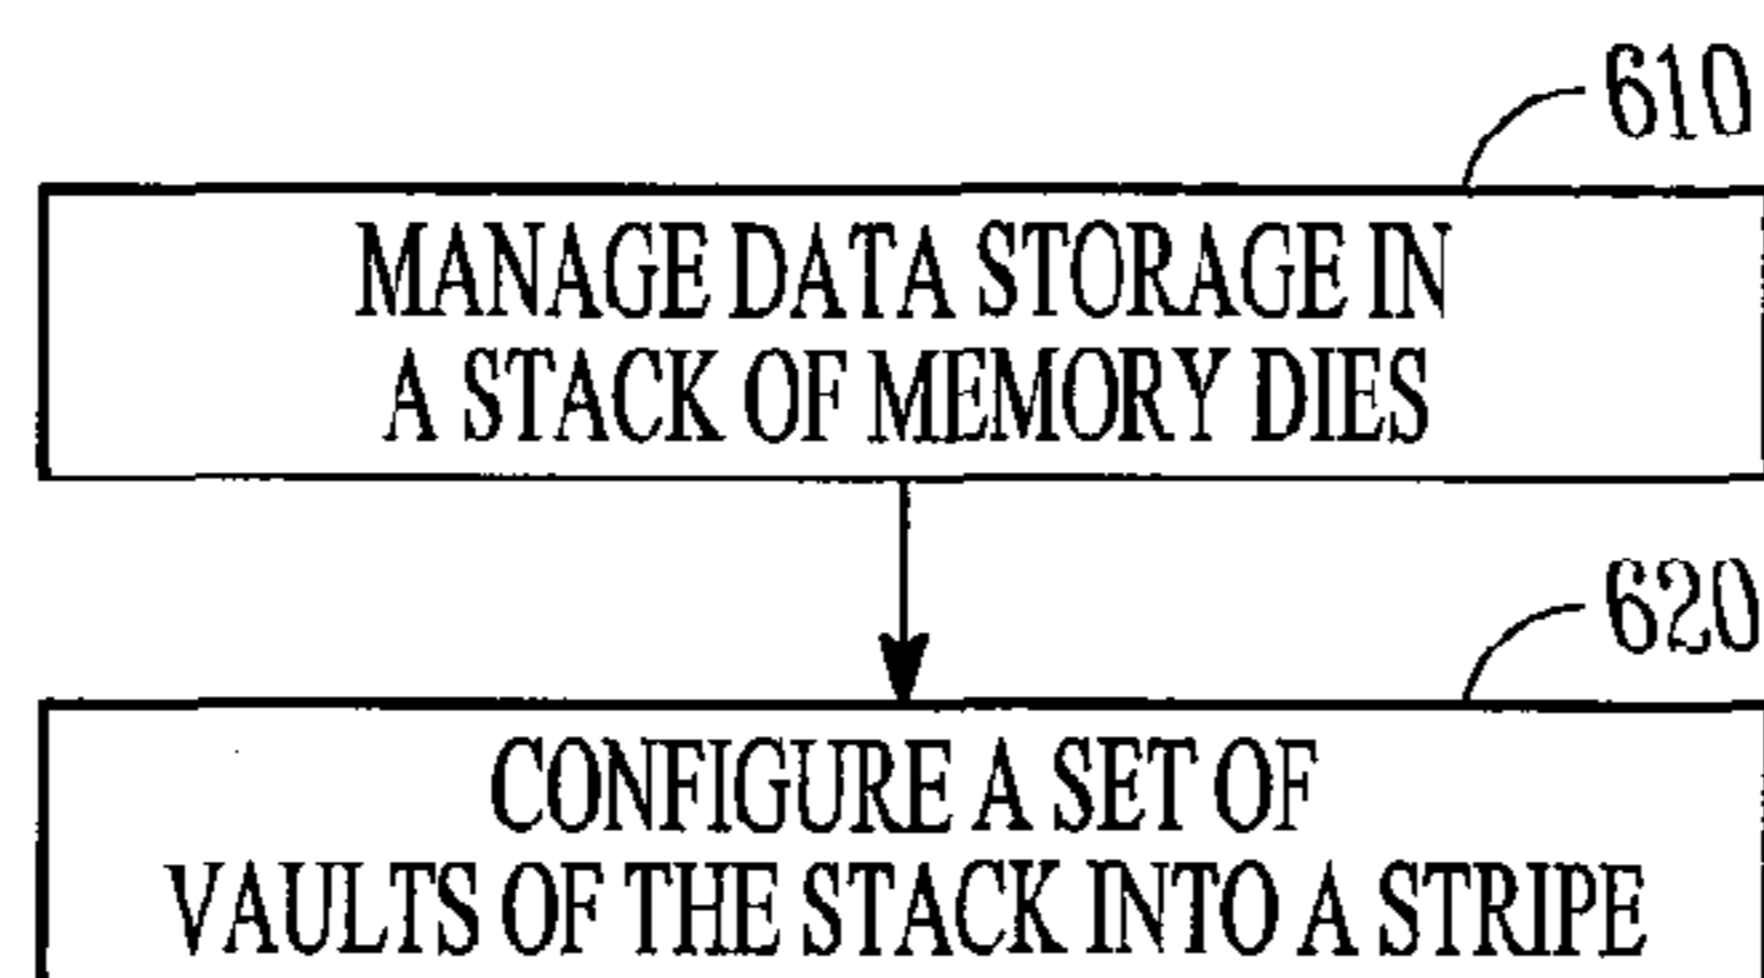 610
MANAGE DATA STORAGE IN
A STACK OF MEMORY DIES
620
CONFIGURE A SET OF
VAULTS OF THE STACK INTO A STRIPE